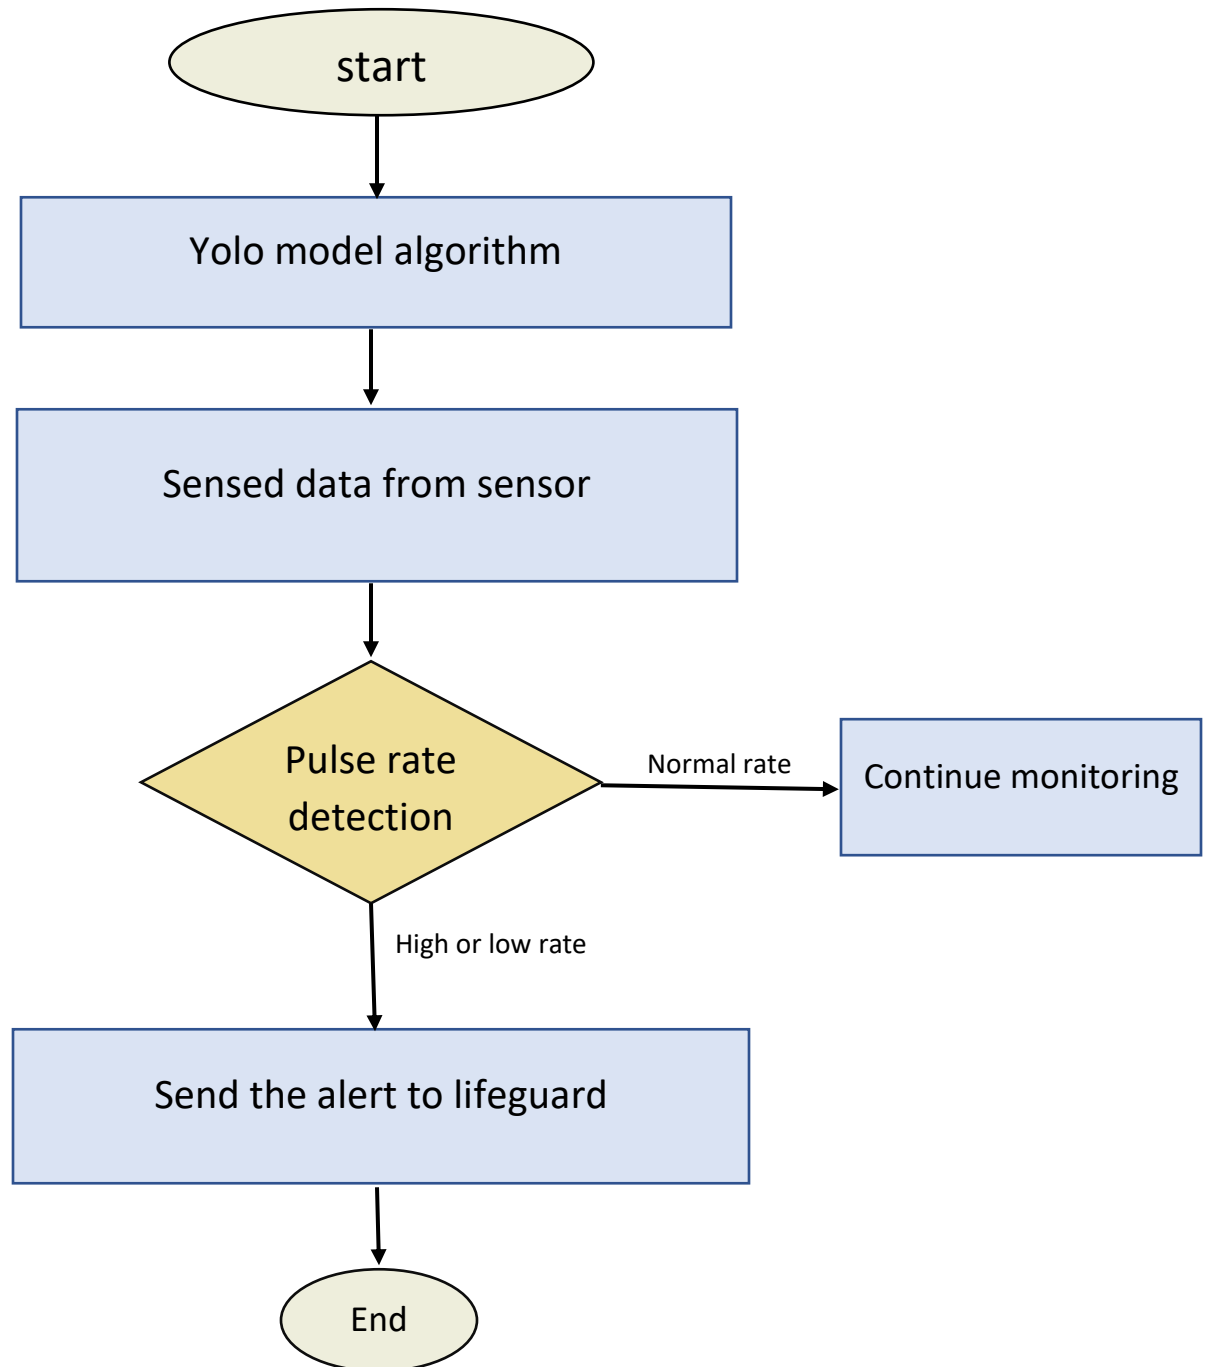 start
Yolo model algorithm
Sensed data from sensor
Pulse rate
detection
Normal rate
Continue monitoring
High or low rate
Send the alert to lifeguard
End